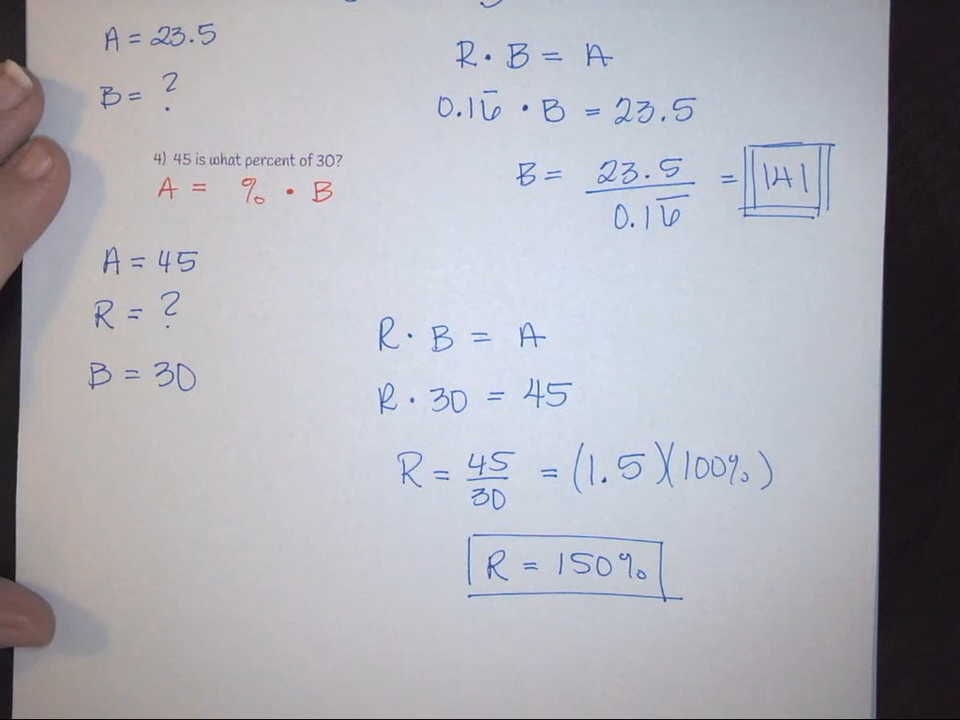 A = 23.5
B = ?
R · B = A
0.16̅ · B = 23.5
B = 23.5 / 0.16̅ = 141
4) 45 is what percent of 30?
A = % · B
A = 45
R = ?
B = 30
R · B = A
R · 30 = 45
R = 45/30 = (1.5)(100%)
R = 150%